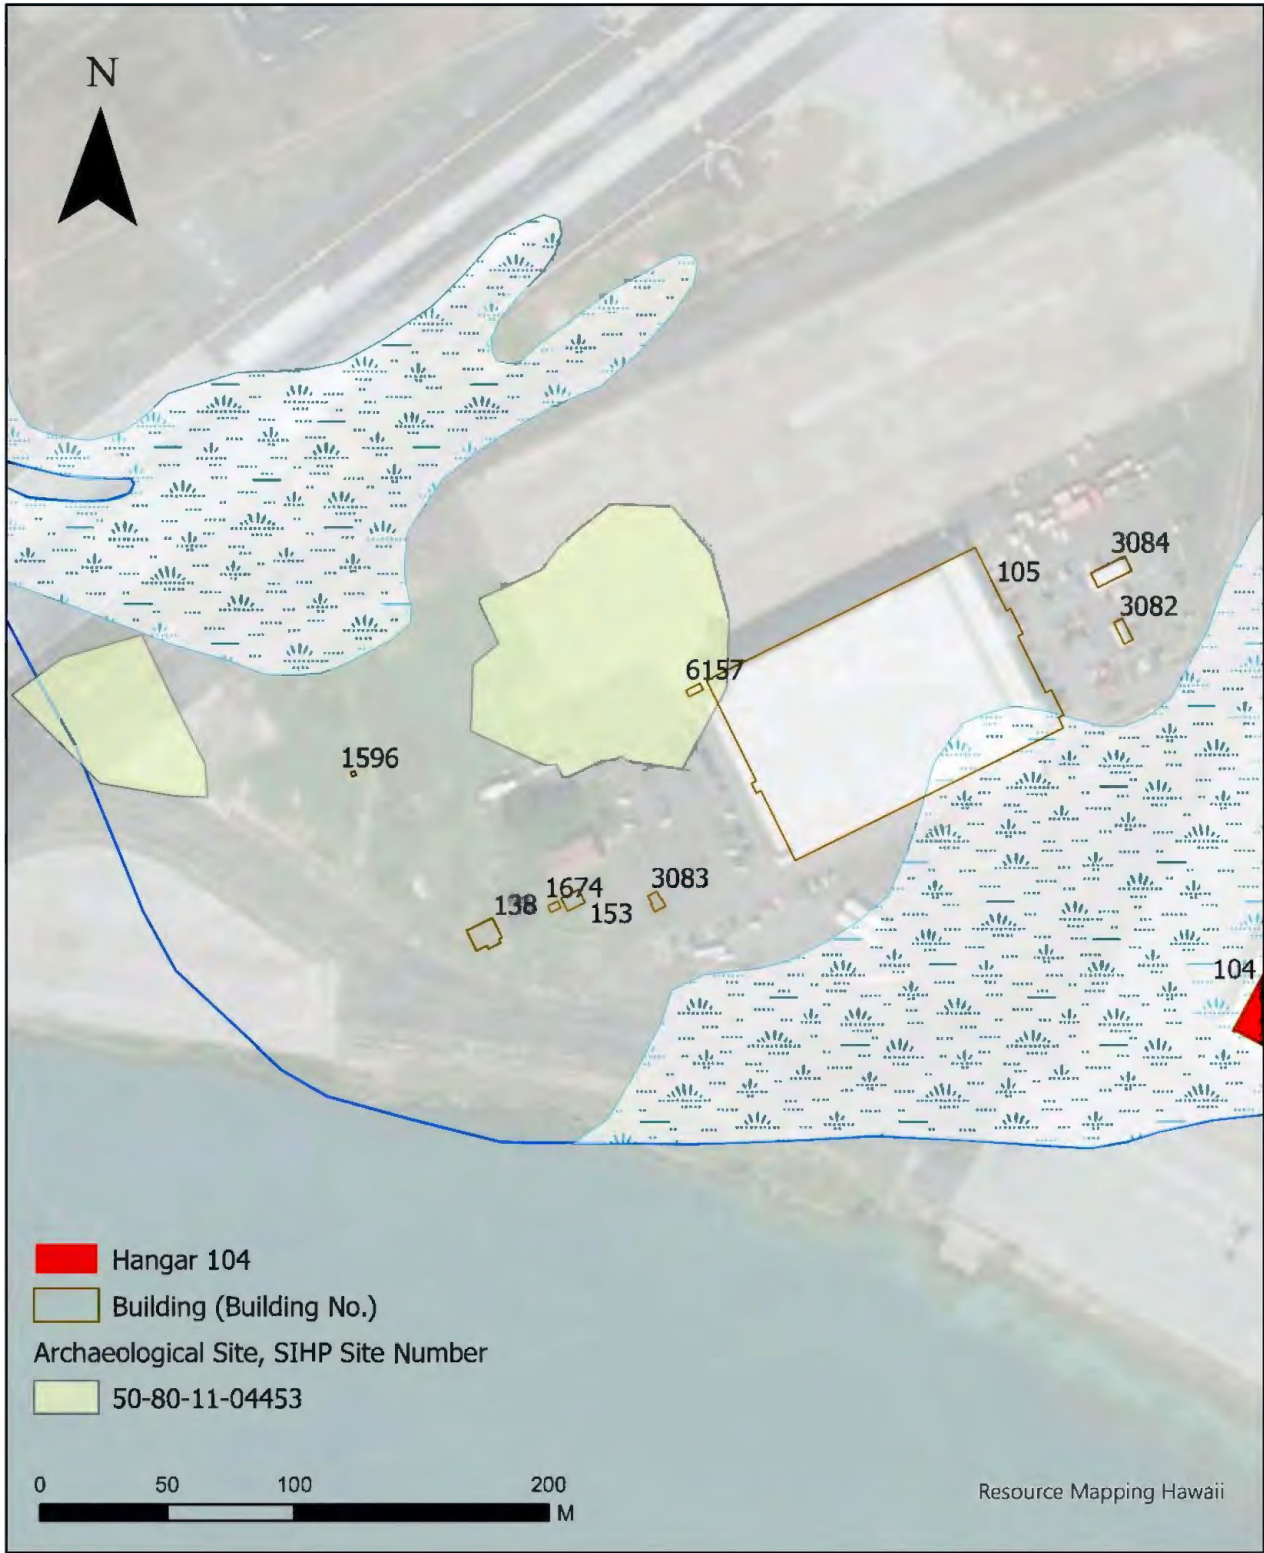 N
3084
105
3082
6157
1596
3083
1674
138
153
104
Hangar 104
Building (Building No.)
Archaeological Site, SIHP Site Number
50-80-11-04453
0 50 100 200
M
Resource Mapping Hawaii